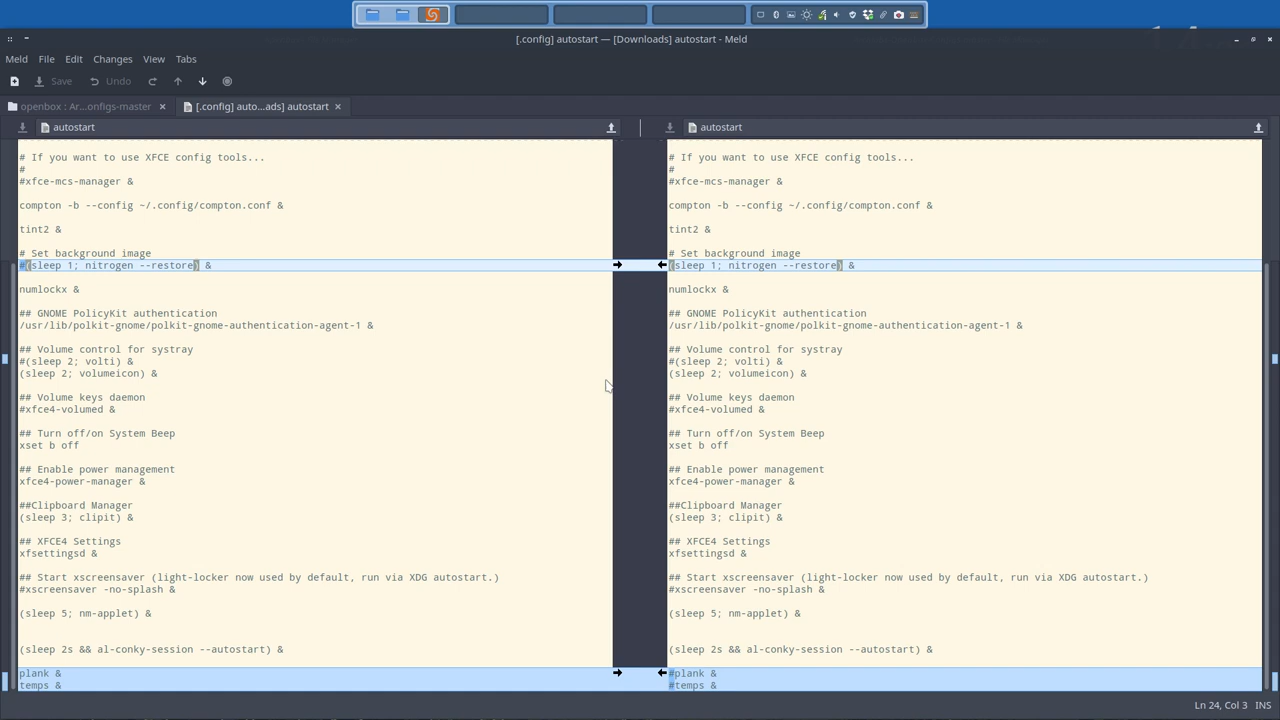 [.config] autostart — [Downloads] autostart - Meld
Meld File Edit Changes View Tabs
Save Undo
openbox : Ar...onfigs-master
[.config] auto...ads] autostart
autostart
# If you want to use XFCE config tools...
#
#xfce-mcs-manager &
compton -b --config ~/.config/compton.conf &
tint2 &
# Set background image
#(sleep 1; nitrogen --restore) &
numlockx &
## GNOME PolicyKit authentication
/usr/lib/polkit-gnome/polkit-gnome-authentication-agent-1 &
## Volume control for systray
#(sleep 2; volti) &
(sleep 2; volumeicon) &
## Volume keys daemon
#xfce4-volumed &
## Turn off/on System Beep
xset b off
## Enable power management
xfce4-power-manager &
##Clipboard Manager
(sleep 3; clipit) &
## XFCE4 Settings
xfsettingsd &
## Start xscreensaver (light-locker now used by default, run via XDG autostart.)
#xscreensaver -no-splash &
(sleep 5; nm-applet) &
(sleep 2s && al-conky-session --autostart) &
plank &
temps &
autostart
# If you want to use XFCE config tools...
#
#xfce-mcs-manager &
compton -b --config ~/.config/compton.conf &
tint2 &
# Set background image
(sleep 1; nitrogen --restore) &
numlockx &
## GNOME PolicyKit authentication
/usr/lib/polkit-gnome/polkit-gnome-authentication-agent-1 &
## Volume control for systray
#(sleep 2; volti) &
(sleep 2; volumeicon) &
## Volume keys daemon
#xfce4-volumed &
## Turn off/on System Beep
xset b off
## Enable power management
xfce4-power-manager &
##Clipboard Manager
(sleep 3; clipit) &
## XFCE4 Settings
xfsettingsd &
## Start xscreensaver (light-locker now used by default, run via XDG autostart.)
#xscreensaver -no-splash &
(sleep 5; nm-applet) &
(sleep 2s && al-conky-session --autostart) &
#plank &
#temps &
Ln 24, Col 3 INS